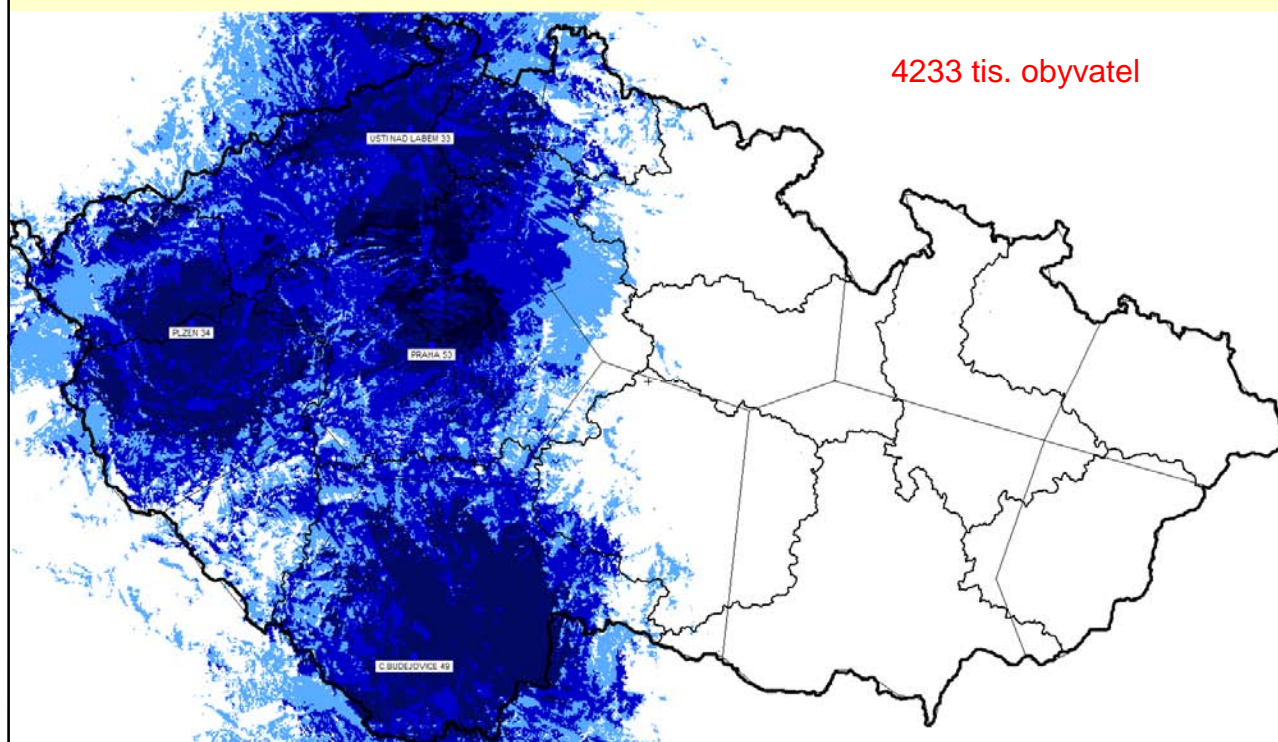 4233 tis. obyvatel
USTI NAD LABEM 33
PLZEN 34
PRAHA 53
C.BUDEJOVICE 49